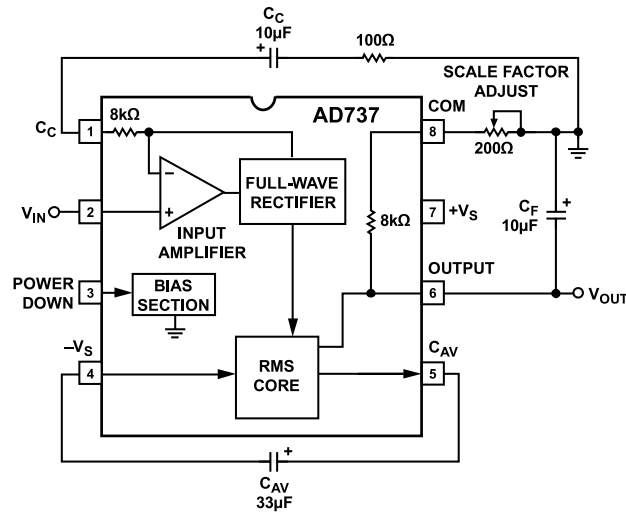 CC
10µF
+
100Ω
SCALE FACTOR
ADJUST
AD737
COM
CC
1
8kΩ
8
200Ω
VIN
2
−
+
INPUT
AMPLIFIER
FULL-WAVE
RECTIFIER
8kΩ
7
+VS
CF
10µF
+
POWER
DOWN
3
BIAS
SECTION
OUTPUT
6
VOUT
–VS
4
RMS
CORE
CAV
5
+
CAV
33µF